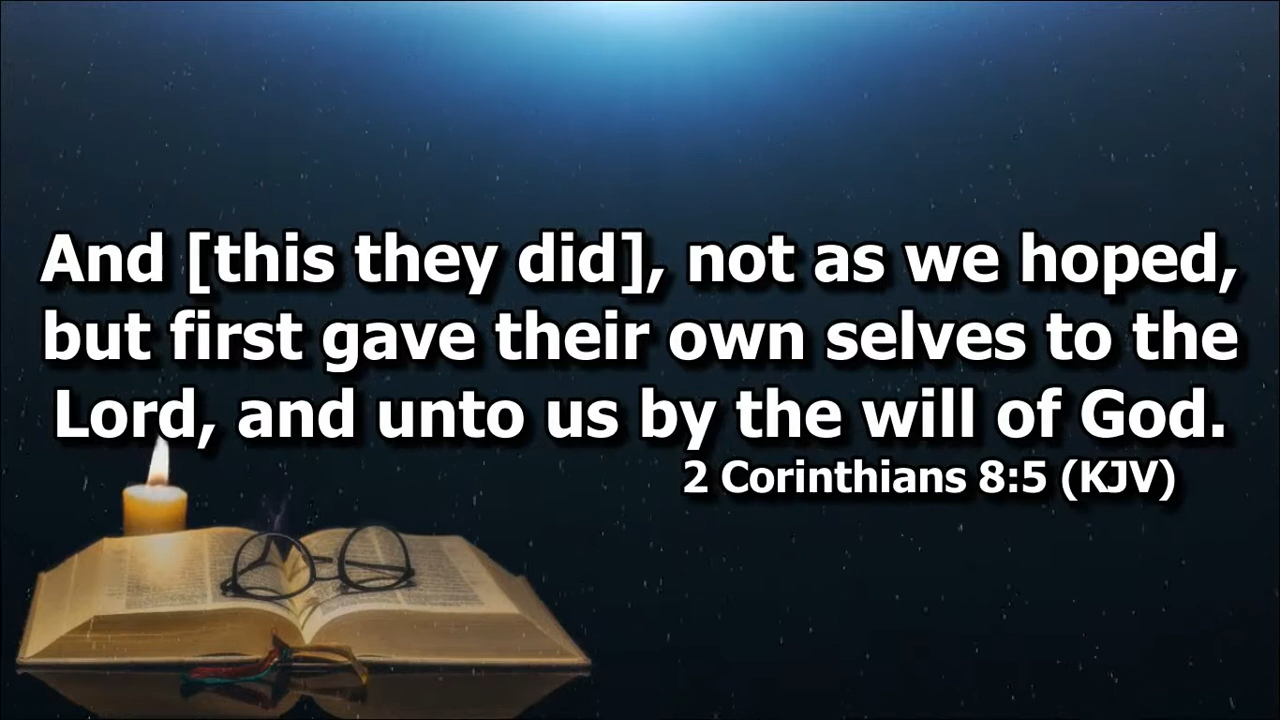 And [this they did], not as we hoped,
but first gave their own selves to the
Lord, and unto us by the will of God.
2 Corinthians 8:5 (KJV)